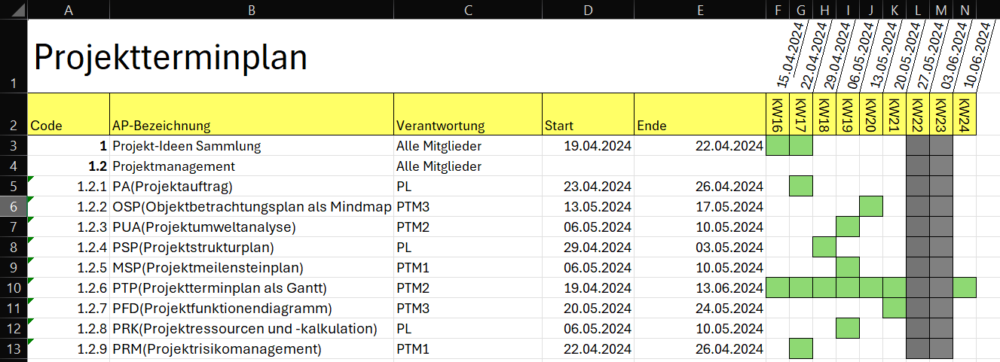 A B C D E F G H I J K L M N
1 Projektterminplan 15.04.2024 22.04.2024 29.04.2024 06.05.2024 13.05.2024 20.05.2024 27.05.2024 03.06.2024 10.06.2024
2 Code AP-Bezeichnung Verantwortung Start Ende KW16 KW17 KW18 KW19 KW20 KW21 KW22 KW23 KW24
3 1 Projekt-Ideen Sammlung Alle Mitglieder 19.04.2024 22.04.2024
4 1.2 Projektmanagement Alle Mitglieder
5 1.2.1 PA(Projektauftrag) PL 23.04.2024 26.04.2024
6 1.2.2 OSP(Objektbetrachtungsplan als Mindmap PTM3 13.05.2024 17.05.2024
7 1.2.3 PUA(Projektumweltanalyse) PTM2 06.05.2024 10.05.2024
8 1.2.4 PSP(Projektstrukturplan) PL 29.04.2024 03.05.2024
9 1.2.5 MSP(Projektmeilensteinplan) PTM1 06.05.2024 10.05.2024
10 1.2.6 PTP(Projektterminplan als Gantt) PTM2 19.04.2024 13.06.2024
11 1.2.7 PFD(Projektfunktionendiagramm) PTM3 20.05.2024 24.05.2024
12 1.2.8 PRK(Projektressourcen und -kalkulation) PL 06.05.2024 10.05.2024
13 1.2.9 PRM(Projektrisikomanagement) PTM1 22.04.2024 26.04.2024